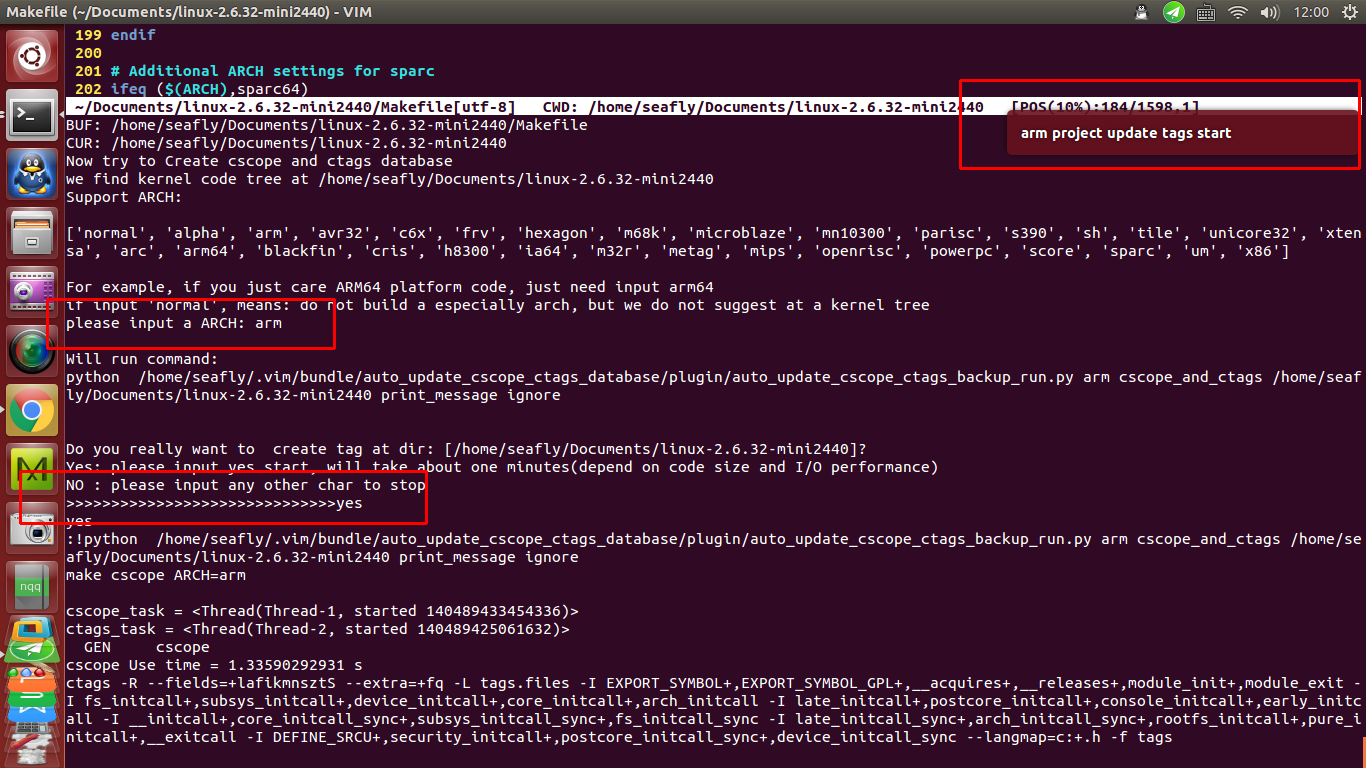 Makefile (~/Documents/linux-2.6.32-mini2440) - VIM
12:00
199 endif
200
201 # Additional ARCH settings for sparc
202 ifeq ($(ARCH),sparc64)
~/Documents/linux-2.6.32-mini2440/Makefile[utf-8]   CWD: /home/seafly/Documents/linux-2.6.32-mini2440   [POS(10%):184/1598,1]
BUF: /home/seafly/Documents/linux-2.6.32-mini2440/Makefile
arm project update tags start
CUR: /home/seafly/Documents/linux-2.6.32-mini2440
Now try to Create cscope and ctags database
we find kernel code tree at /home/seafly/Documents/linux-2.6.32-mini2440
Support ARCH:
['normal', 'alpha', 'arm', 'avr32', 'c6x', 'frv', 'hexagon', 'm68k', 'microblaze', 'mn10300', 'parisc', 's390', 'sh', 'tile', 'unicore32', 'xten
sa', 'arc', 'arm64', 'blackfin', 'cris', 'h8300', 'ia64', 'm32r', 'metag', 'mips', 'openrisc', 'powerpc', 'score', 'sparc', 'um', 'x86']
For example, if you just care ARM64 platform code, just need input arm64
if input 'normal', means: do not build a especially arch, but we do not suggest at a kernel tree
please input a ARCH: arm
Will run command:
python  /home/seafly/.vim/bundle/auto_update_cscope_ctags_database/plugin/auto_update_cscope_ctags_backup_run.py arm cscope_and_ctags /home/seaf
ly/Documents/linux-2.6.32-mini2440 print_message ignore
Do you really want to  create tag at dir: [/home/seafly/Documents/linux-2.6.32-mini2440]?
Yes: please input yes start, will take about one minutes(depend on code size and I/O performance)
NO : please input any other char to stop
>>>>>>>>>>>>>>>>>>>>>>>>>>>>>>yes
yes
:!python  /home/seafly/.vim/bundle/auto_update_cscope_ctags_database/plugin/auto_update_cscope_ctags_backup_run.py arm cscope_and_ctags /home/se
afly/Documents/linux-2.6.32-mini2440 print_message ignore
make cscope ARCH=arm
cscope_task = <Thread(Thread-1, started 140489433454336)>
ctags_task = <Thread(Thread-2, started 140489425061632)>
nqq
GEN     cscope
cscope Use time = 1.33590292931 s
ctags -R --fields=+lafikmnsztS --extra=+fq -L tags.files -I EXPORT_SYMBOL+,EXPORT_SYMBOL_GPL+,__acquires+,__releases+,module_init+,module_exit -
I fs_initcall+,subsys_initcall+,device_initcall+,core_initcall+,arch_initcall -I late_initcall+,postcore_initcall+,console_initcall+,early_initc
all -I __initcall+,core_initcall_sync+,subsys_initcall_sync+,fs_initcall_sync -I late_initcall_sync+,arch_initcall_sync+,rootfs_initcall+,pure_i
nitcall+,__exitcall -I DEFINE_SRCU+,security_initcall+,postcore_initcall_sync+,device_initcall_sync --langmap=c:+.h -f tags